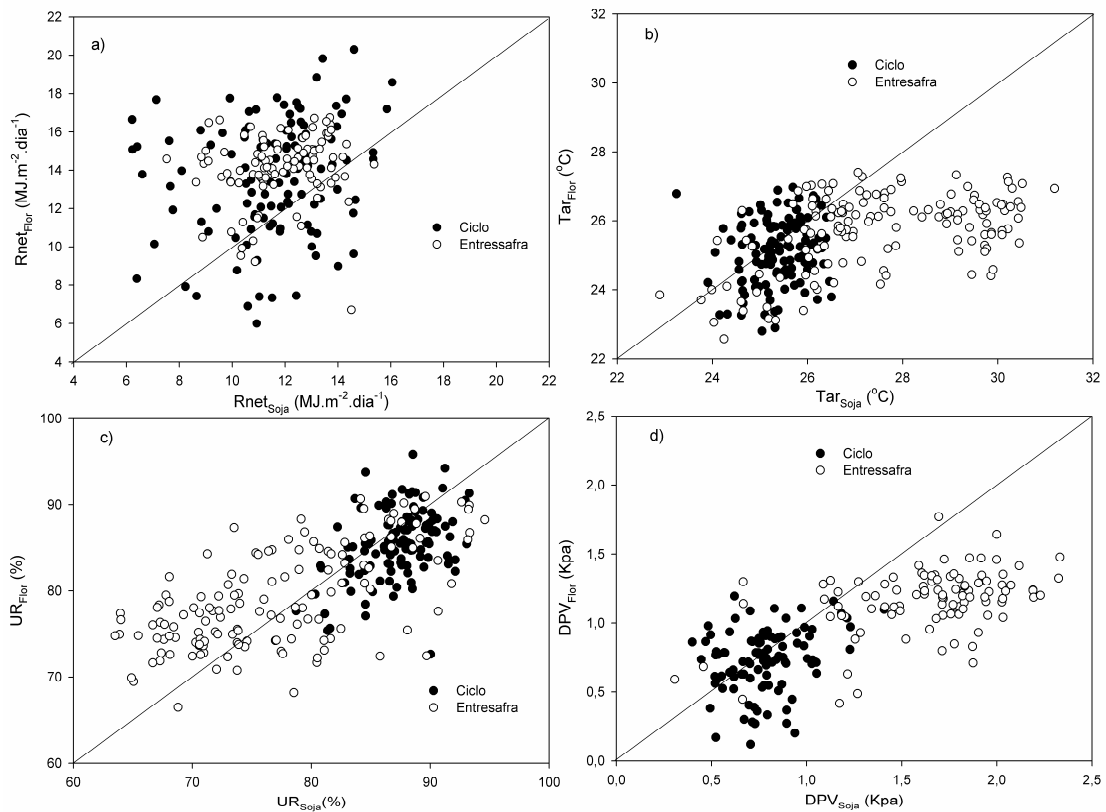 22
20
18
16
14
12
10
8
6
4
a)
Ciclo
Entressafra
Rnet_Flor (MJ.m⁻².dia⁻¹)
4 6 8 10 12 14 16 18 20 22
Rnet_Soja (MJ.m⁻².dia⁻¹)
32
30
28
26
24
22
b)
Ciclo
Entresafra
Tar_Flor (°C)
22 24 26 28 30 32
Tar_Soja (°C)
100
90
80
70
60
c)
Ciclo
Entresafra
UR_Flor (%)
60 70 80 90 100
UR_Soja(%)
2,5
2,0
1,5
1,0
0,5
0,0
d)
Ciclo
Entressafra
DPV_Flor (Kpa)
0,0 0,5 1,0 1,5 2,0 2,5
DPV_Soja (Kpa)